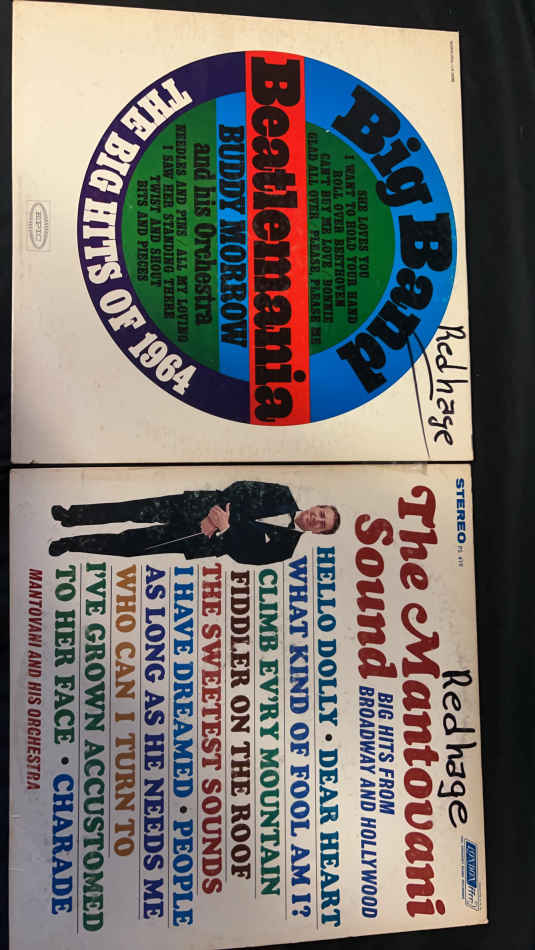 Big Band
SHE LOVES YOU
I WANT TO HOLD YOUR HAND
ROLL OVER BEETHOVEN
CAN'T BUY ME LOVE / BONNIE
GLAD ALL OVER / PLEASE, PLEASE ME
Beatlemania
BUDDY MORROW
and his Orchestra
NEEDLES AND PINS / ALL MY LOVING
I SAW HER STANDING THERE
TWIST AND SHOUT
BITS AND PIECES
THE BIG HITS OF 1964
EPIC
Redhage
STEREO PS 419
The Mantovani
Sound
BIG HITS FROM
BROADWAY AND HOLLYWOOD
Redhage
LONDON
HELLO DOLLY • DEAR HEART
WHAT KIND OF FOOL AM I?
CLIMB EV'RY MOUNTAIN
FIDDLER ON THE ROOF
THE SWEETEST SOUNDS
I HAVE DREAMED • PEOPLE
AS LONG AS HE NEEDS ME
WHO CAN I TURN TO
I'VE GROWN ACCUSTOMED
TO HER FACE • CHARADE
MANTOVANI AND HIS ORCHESTRA